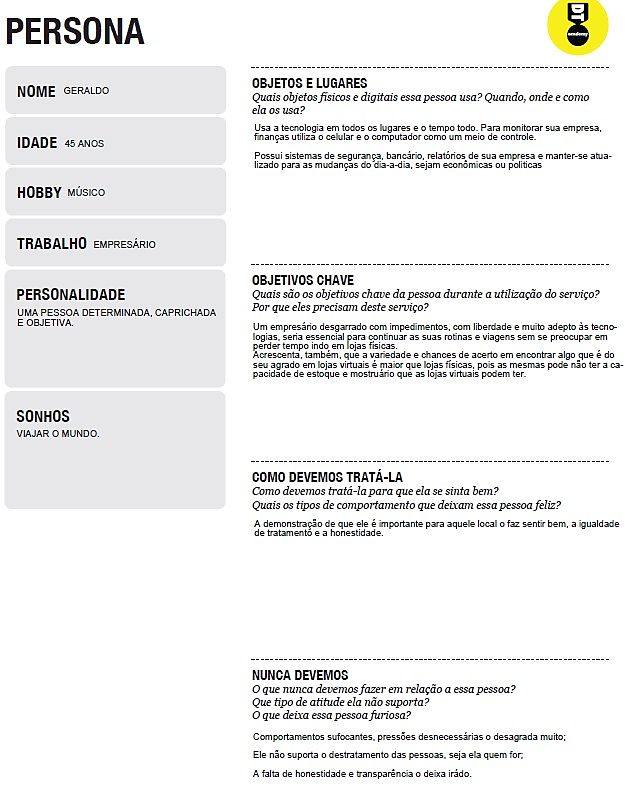 PERSONA
DT
academy
NOME GERALDO
IDADE 45 ANOS
HOBBY MÚSICO
TRABALHO EMPRESÁRIO
PERSONALIDADE
UMA PESSOA DETERMINADA, CAPRICHADA
E OBJETIVA.
SONHOS
VIAJAR O MUNDO.
OBJETOS E LUGARES
Quais objetos físicos e digitais essa pessoa usa? Quando, onde e como
ela os usa?
Usa a tecnologia em todos os lugares e o tempo todo. Para monitorar sua empresa,
finanças utiliza o celular e o computador como um meio de controle.
Possui sistemas de segurança, bancário, relatórios de sua empresa e manter-se atua-
lizado para as mudanças do dia-a-dia, sejam econômicas ou políticas
OBJETIVOS CHAVE
Quais são os objetivos chave da pessoa durante a utilização do serviço?
Por que eles precisam deste serviço?
Um empresário desgarrado com impedimentos, com liberdade e muito adepto às tecno-
logias, seria essencial para continuar as suas rotinas e viagens sem se preocupar em
perder tempo indo em lojas físicas.
Acrescenta, também, que a variedade e chances de acerto em encontrar algo que é do
seu agrado em lojas virtuais é maior que lojas físicas, pois as mesmas pode não ter a ca-
pacidade de estoque e mostruário que as lojas virtuais podem ter.
COMO DEVEMOS TRATÁ-LA
Como devemos tratá-la para que ela se sinta bem?
Quais os tipos de comportamento que deixam essa pessoa feliz?
A demonstração de que ele é importante para aquele local o faz sentir bem, a igualdade
de tratamento e a honestidade.
NUNCA DEVEMOS
O que nunca devemos fazer em relação a essa pessoa?
Que tipo de atitude ela não suporta?
O que deixa essa pessoa furiosa?
Comportamentos sufocantes, pressões desnecessárias o desagrada muito;
Ele não suporta o destratamento das pessoas, seja ela quem for;
A falta de honestidade e transparência o deixa irádo.